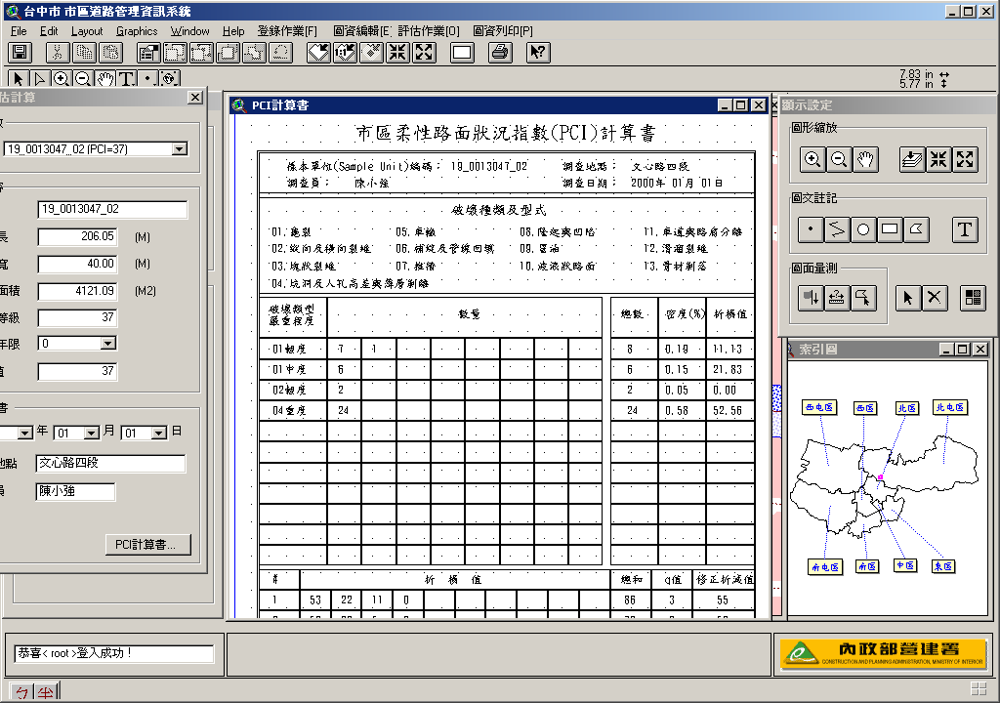 台中市 市區道路管理資訊系統
File Edit Layout Graphics Window Help 登錄作業[F] 圖資編輯[E] 評估作業[O] 圖資列印[P]
7.83 in
5.77 in
估計算
19_0013047_02 (PCI=37)
19_0013047_02
長 206.05 (M)
寬 40.00 (M)
面積 4121.09 (M2)
等級 37
年限 0
值 37
書
年 01 月 01 日
地點 文心路四段
員 陳小強
PCI計算書...
PCI計算書
市區柔性路面狀況指數(PCI)計算書
樣本單位(Sample Unit)編碼： 19_0013047_02 調查地點： 文心路四段
調查員： 陳小強 調查日期： 2000年 01月 01日
破壞種類及型式
01.龜裂 05.車轍 08.隆起與凹陷 11.車道與路肩分離
02.縱向及橫向裂縫 06.補綻及管線回填 09.冒油 12.滑溜裂縫
03.塊狀裂縫 07.推擠 10.波浪狀路面 13.骨材剝落
04.坑洞及人孔高差與薄層剝離
破壞類型
嚴重程度 數量 總數 密度(%) 折損值
01輕度 7 1 8 0.19 11.13
01中度 6 6 0.15 21.83
02輕度 2 2 0.05 0.00
04重度 24 24 0.58 52.56
# 折 損 值 總和 q值 修正折減值
1 53 22 11 0 86 3 55
顯示設定
圖形縮放
圖文註記
T
圖面量測
索引圖
西屯區 西區 北區 北屯區
南屯區 南區 中區 東區
恭喜< root >登入成功！
內政部營建署
CONSTRUCTION AND PLANNING ADMINISTRATION, MINISTRY OF INTERIOR